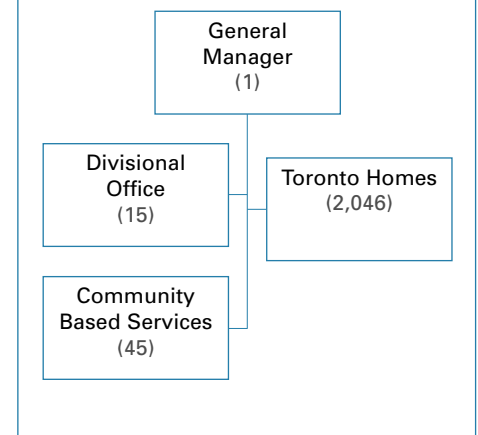 General
Manager
(1)
Divisional
Office
(15)
Toronto Homes
(2,046)
Community
Based Services
(45)